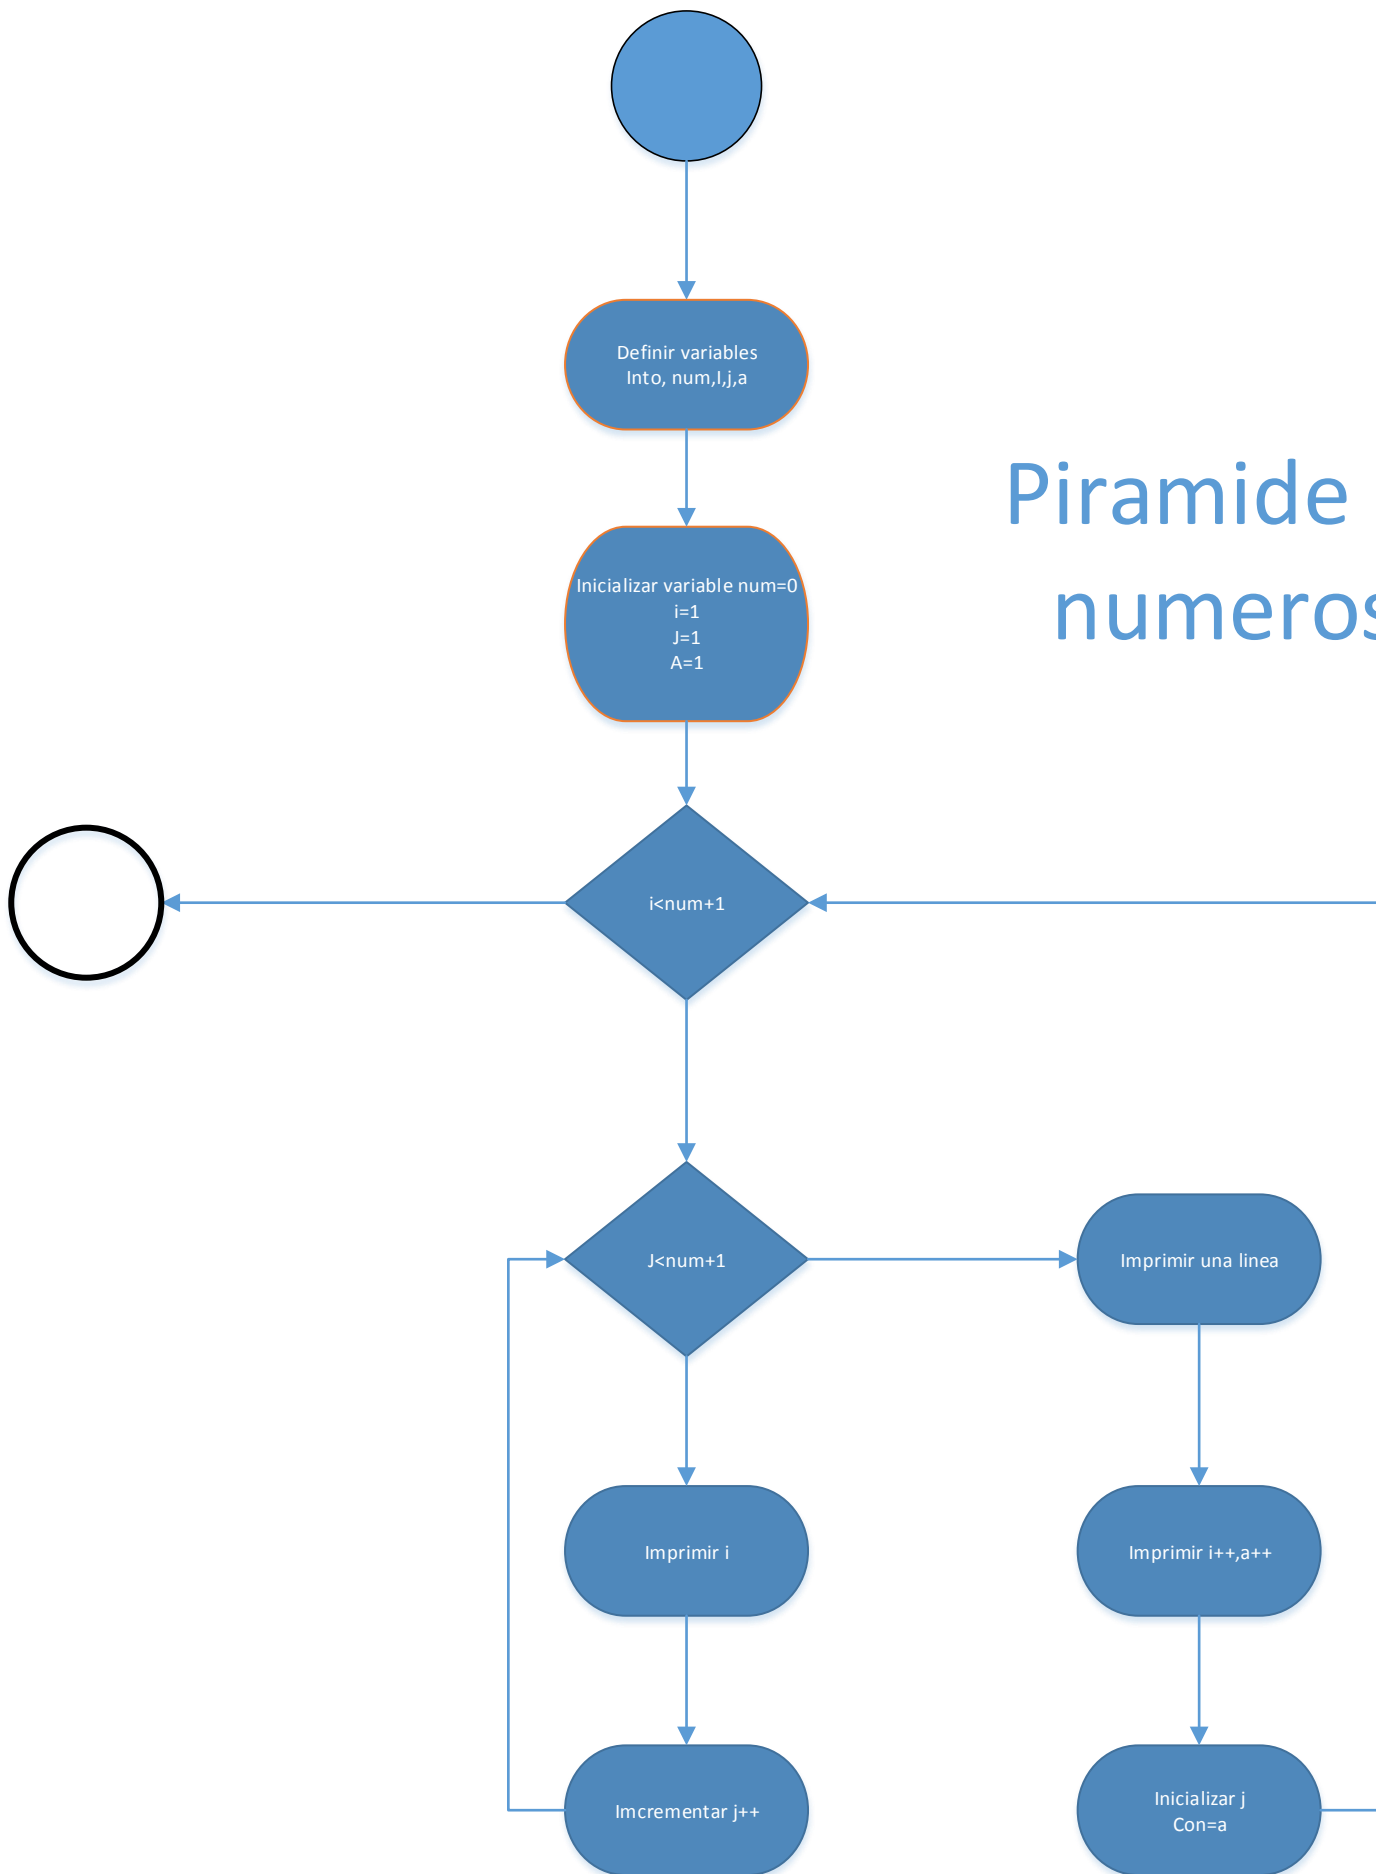 Definir variables
Into, num,I,j,a
Piramide
numeros
Inicializar variable num=0
i=1
J=1
A=1
i<num+1
J<num+1
Imprimir una linea
Imprimir i
Imprimir i++,a++
Imcrementar j++
Inicializar j
Con=a